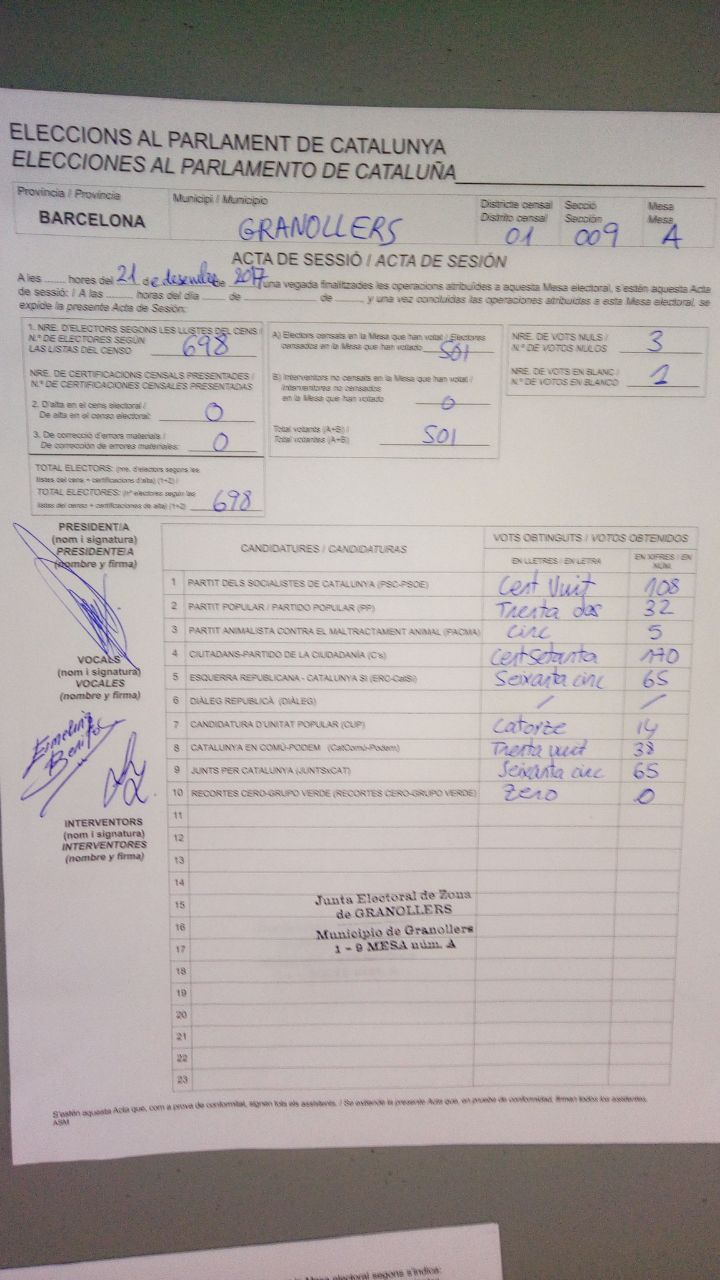 ELECCIONS AL PARLAMENT DE CATALUNYA
ELECCIONES AL PARLAMENTO DE CATALUÑA
Provincia / Provincia
BARCELONA
Municipi / Municipio
GRANOLLERS
Districte censal
Distrito censal
01
Secció
Sección
009
Mesa
Mesa
A
ACTA DE SESSIÓ / ACTA DE SESIÓN
A les ...... hores del 21 de desembre de 2017 una vegada finalitzades les operacions atribuïdes a aquesta Mesa electoral, s'estén aquesta Acta
de sessió: / A las ...... horas del día ...... de ...... de ...... y una vez concluidas las operaciones atribuidas a esta Mesa electoral, se
expide la presente Acta de Sesión:
1. NRE. D'ELECTORS SEGONS LES LLISTES DEL CENS /
N.º DE ELECTORES SEGÚN
LAS LISTAS DEL CENSO
698
NRE. DE CERTIFICACIONS CENSALS PRESENTADES /
N.º DE CERTIFICACIONES CENSALES PRESENTADAS
2. D'alta en el cens electoral /
De alta en el censo electoral:
0
3. De correcció d'errors materials /
De corrección de errores materiales:
0
TOTAL ELECTORS: (nre. d'electors segons les
llistes del cens + certificacions d'alta) (1+2) /
TOTAL ELECTORES: (nº electores según las
listas del censo + certificaciones de alta) (1+2)
698
A) Electors censats en la Mesa que han votat / Electores
censados en la Mesa que han votado
501
B) Interventors no censats en la Mesa que han votat /
Interventores no censados
en la Mesa que han votado
0
Total votants (A+B) /
Total votantes (A+B)
501
NRE. DE VOTS NULS /
N.º DE VOTOS NULOS
3
NRE. DE VOTS EN BLANC /
N.º DE VOTOS EN BLANCO
1
PRESIDENT/A
(nom i signatura)
PRESIDENTE/A
(nombre y firma)
VOCALS
(nom i signatura)
VOCALES
(nombre y firma)
INTERVENTORS
(nom i signatura)
INTERVENTORES
(nombre y firma)
CANDIDATURES / CANDIDATURAS
VOTS OBTINGUTS / VOTOS OBTENIDOS
EN LLETRES / EN LETRA
EN XIFRES / EN NÚM.
1 PARTIT DELS SOCIALISTES DE CATALUNYA (PSC-PSOE) Cent Vuit 108
2 PARTIT POPULAR / PARTIDO POPULAR (PP) Trenta dos 32
3 PARTIT ANIMALISTA CONTRA EL MALTRACTAMENT ANIMAL (PACMA) Cinc 5
4 CIUTADANS-PARTIDO DE LA CIUDADANÍA (C's) Cent Setanta 170
5 ESQUERRA REPUBLICANA - CATALUNYA SI (ERC-CatSí) Seixanta cinc 65
6 DIÀLEG REPUBLICÀ (DIÀLEG) / /
7 CANDIDATURA D'UNITAT POPULAR (CUP) Catorze 14
8 CATALUNYA EN COMÚ-PODEM (CatComú-Podem) Trenta vuit 38
9 JUNTS PER CATALUNYA (JUNTSxCAT) Seixanta cinc 65
10 RECORTES CERO-GRUPO VERDE (RECORTES CERO-GRUPO VERDE) Zero 0
11
12
13
14
15
16
17
18
19
20
21
22
23
Junta Electoral de Zona
de GRANOLLERS
Municipio de Granollers
1 - 9 MESA núm. A
S'estén aquesta Acta que, com a prova de conformitat, signen tots els assistents. / Se extiende la presente Acta que, en prueba de conformidad, firman todos los asistentes.
ASM
Mesa electoral segons s'indica: